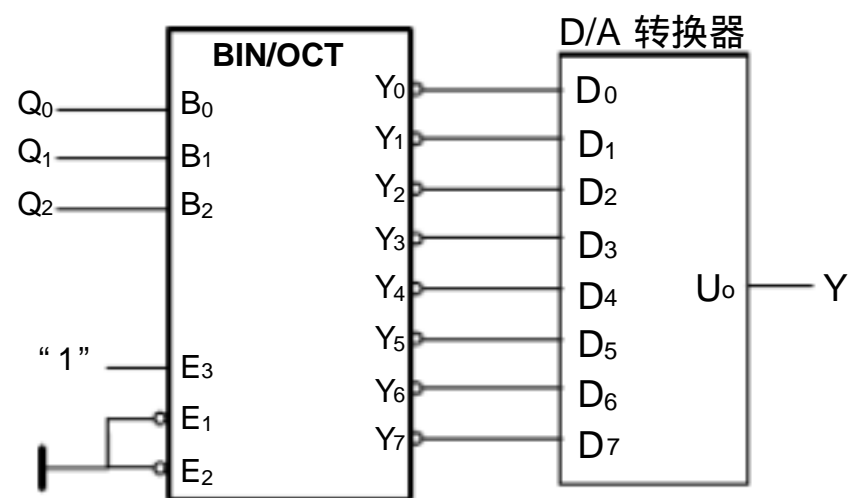 D/A 转换器
BIN/OCT
Q₀ B₀ Y₀ D₀
Q₁ B₁ Y₁ D₁
Q₂ B₂ Y₂ D₂
Y₃ D₃
Y₄ D₄ Uₒ Y
“1” E₃ Y₅ D₅
E₁ Y₆ D₆
E₂ Y₇ D₇